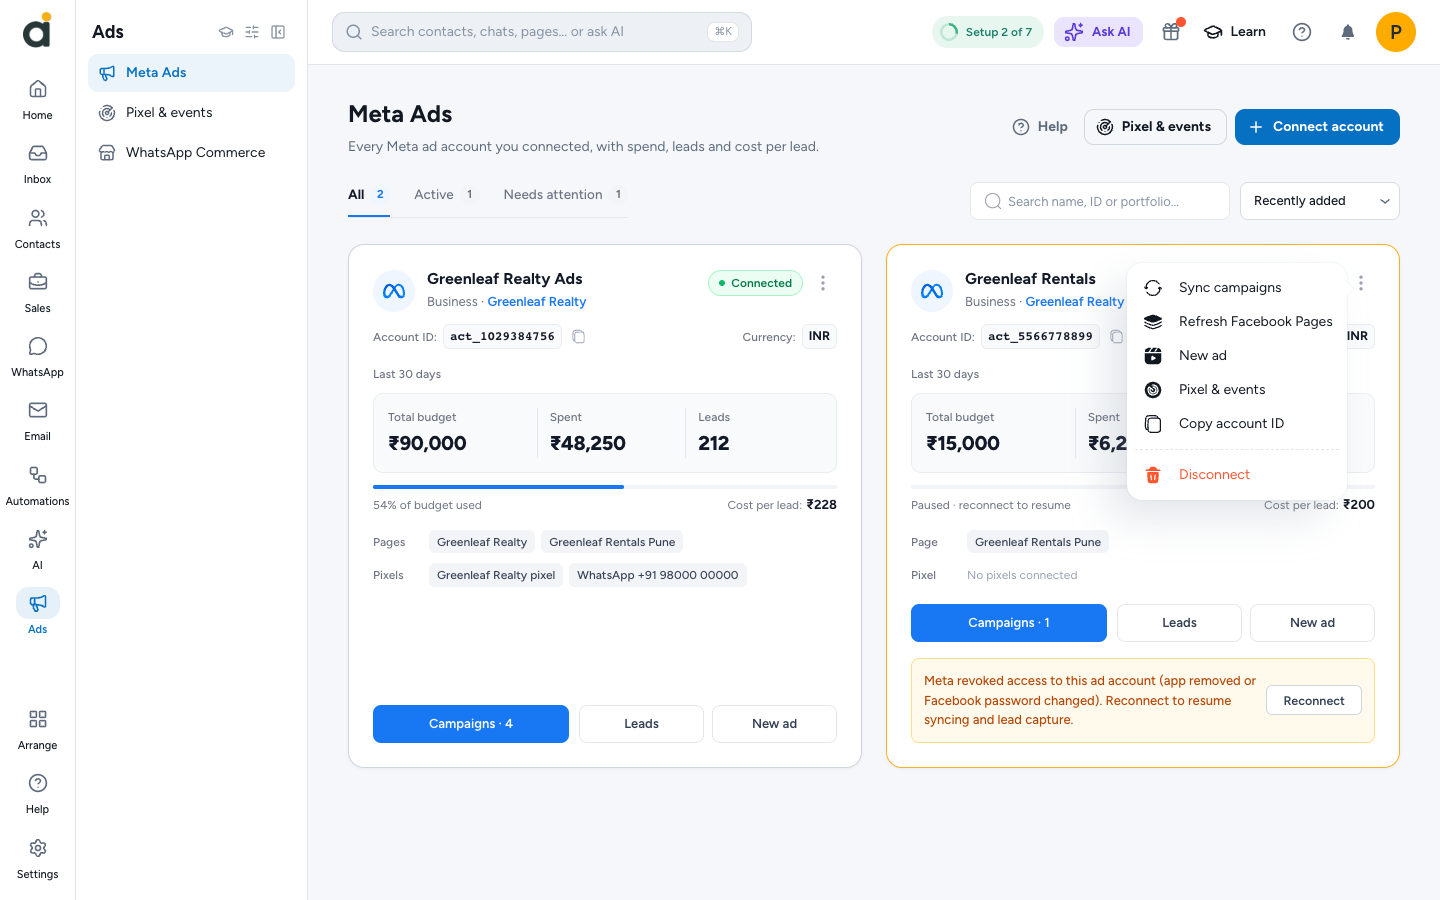 Ads
Search contacts, chats, pages... or ask AI
⌘K
Setup 2 of 7
Ask AI
Learn
P
Home
Inbox
Contacts
Sales
WhatsApp
Email
Automations
AI
Ads
Arrange
Help
Settings
Meta Ads
Pixel & events
WhatsApp Commerce
Meta Ads
Every Meta ad account you connected, with spend, leads and cost per lead.
Help
Pixel & events
Connect account
All 2
Active 1
Needs attention 1
Search name, ID or portfolio...
Recently added
Greenleaf Realty Ads
Connected
Business · Greenleaf Realty
Account ID: act_1029384756
Currency: INR
Last 30 days
Total budget
Spent
Leads
₹90,000
₹48,250
212
54% of budget used
Cost per lead: ₹228
Pages
Greenleaf Realty
Greenleaf Rentals Pune
Pixels
Greenleaf Realty pixel
WhatsApp +91 98000 00000
Campaigns · 4
Leads
New ad
Greenleaf Rentals
Business · Greenleaf Realty
Account ID: act_5566778899
INR
Last 30 days
Total budget
Spent
₹15,000
₹6,2
Paused · reconnect to resume
Cost per lead: ₹200
Page
Greenleaf Rentals Pune
Pixel
No pixels connected
Campaigns · 1
Leads
New ad
Meta revoked access to this ad account (app removed or
Facebook password changed). Reconnect to resume
syncing and lead capture.
Reconnect
Sync campaigns
Refresh Facebook Pages
New ad
Pixel & events
Copy account ID
Disconnect